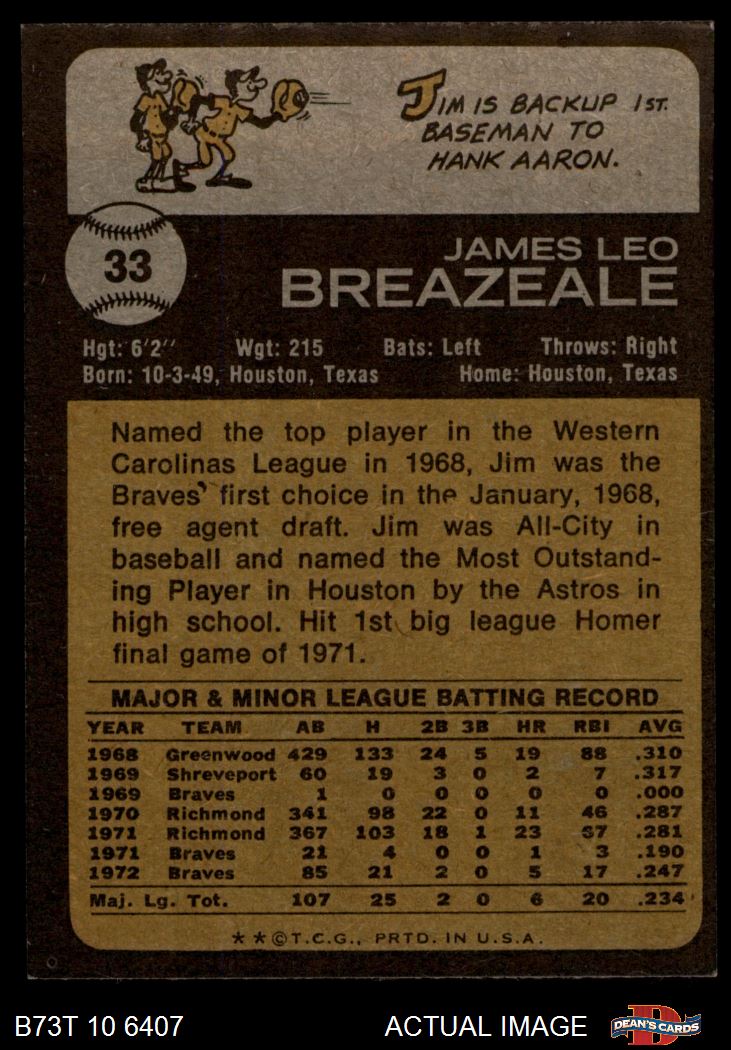 JIM IS BACKUP 1ST.
BASEMAN TO
HANK AARON.
33
JAMES LEO
BREAZEALE
Hgt: 6'2" Wgt: 215 Bats: Left Throws: Right
Born: 10-3-49, Houston, Texas Home: Houston, Texas
Named the top player in the Western
Carolinas League in 1968, Jim was the
Braves' first choice in the January, 1968,
free agent draft. Jim was All-City in
baseball and named the Most Outstand-
ing Player in Houston by the Astros in
high school. Hit 1st big league Homer
final game of 1971.
MAJOR & MINOR LEAGUE BATTING RECORD
YEAR TEAM AB H 2B 3B HR RBI AVG
1968 Greenwood 429 133 24 5 19 88 .310
1969 Shreveport 60 19 3 0 2 7 .317
1969 Braves 1 0 0 0 0 0 .000
1970 Richmond 341 98 22 0 11 46 .287
1971 Richmond 367 103 18 1 23 67 .281
1971 Braves 21 4 0 0 1 3 .190
1972 Braves 85 21 2 0 5 17 .247
Maj. Lg. Tot. 107 25 2 0 6 20 .234
* * © T.C.G., PRTD. IN U.S.A.
B73T 10 6407 ACTUAL IMAGE DEAN'S CARDS